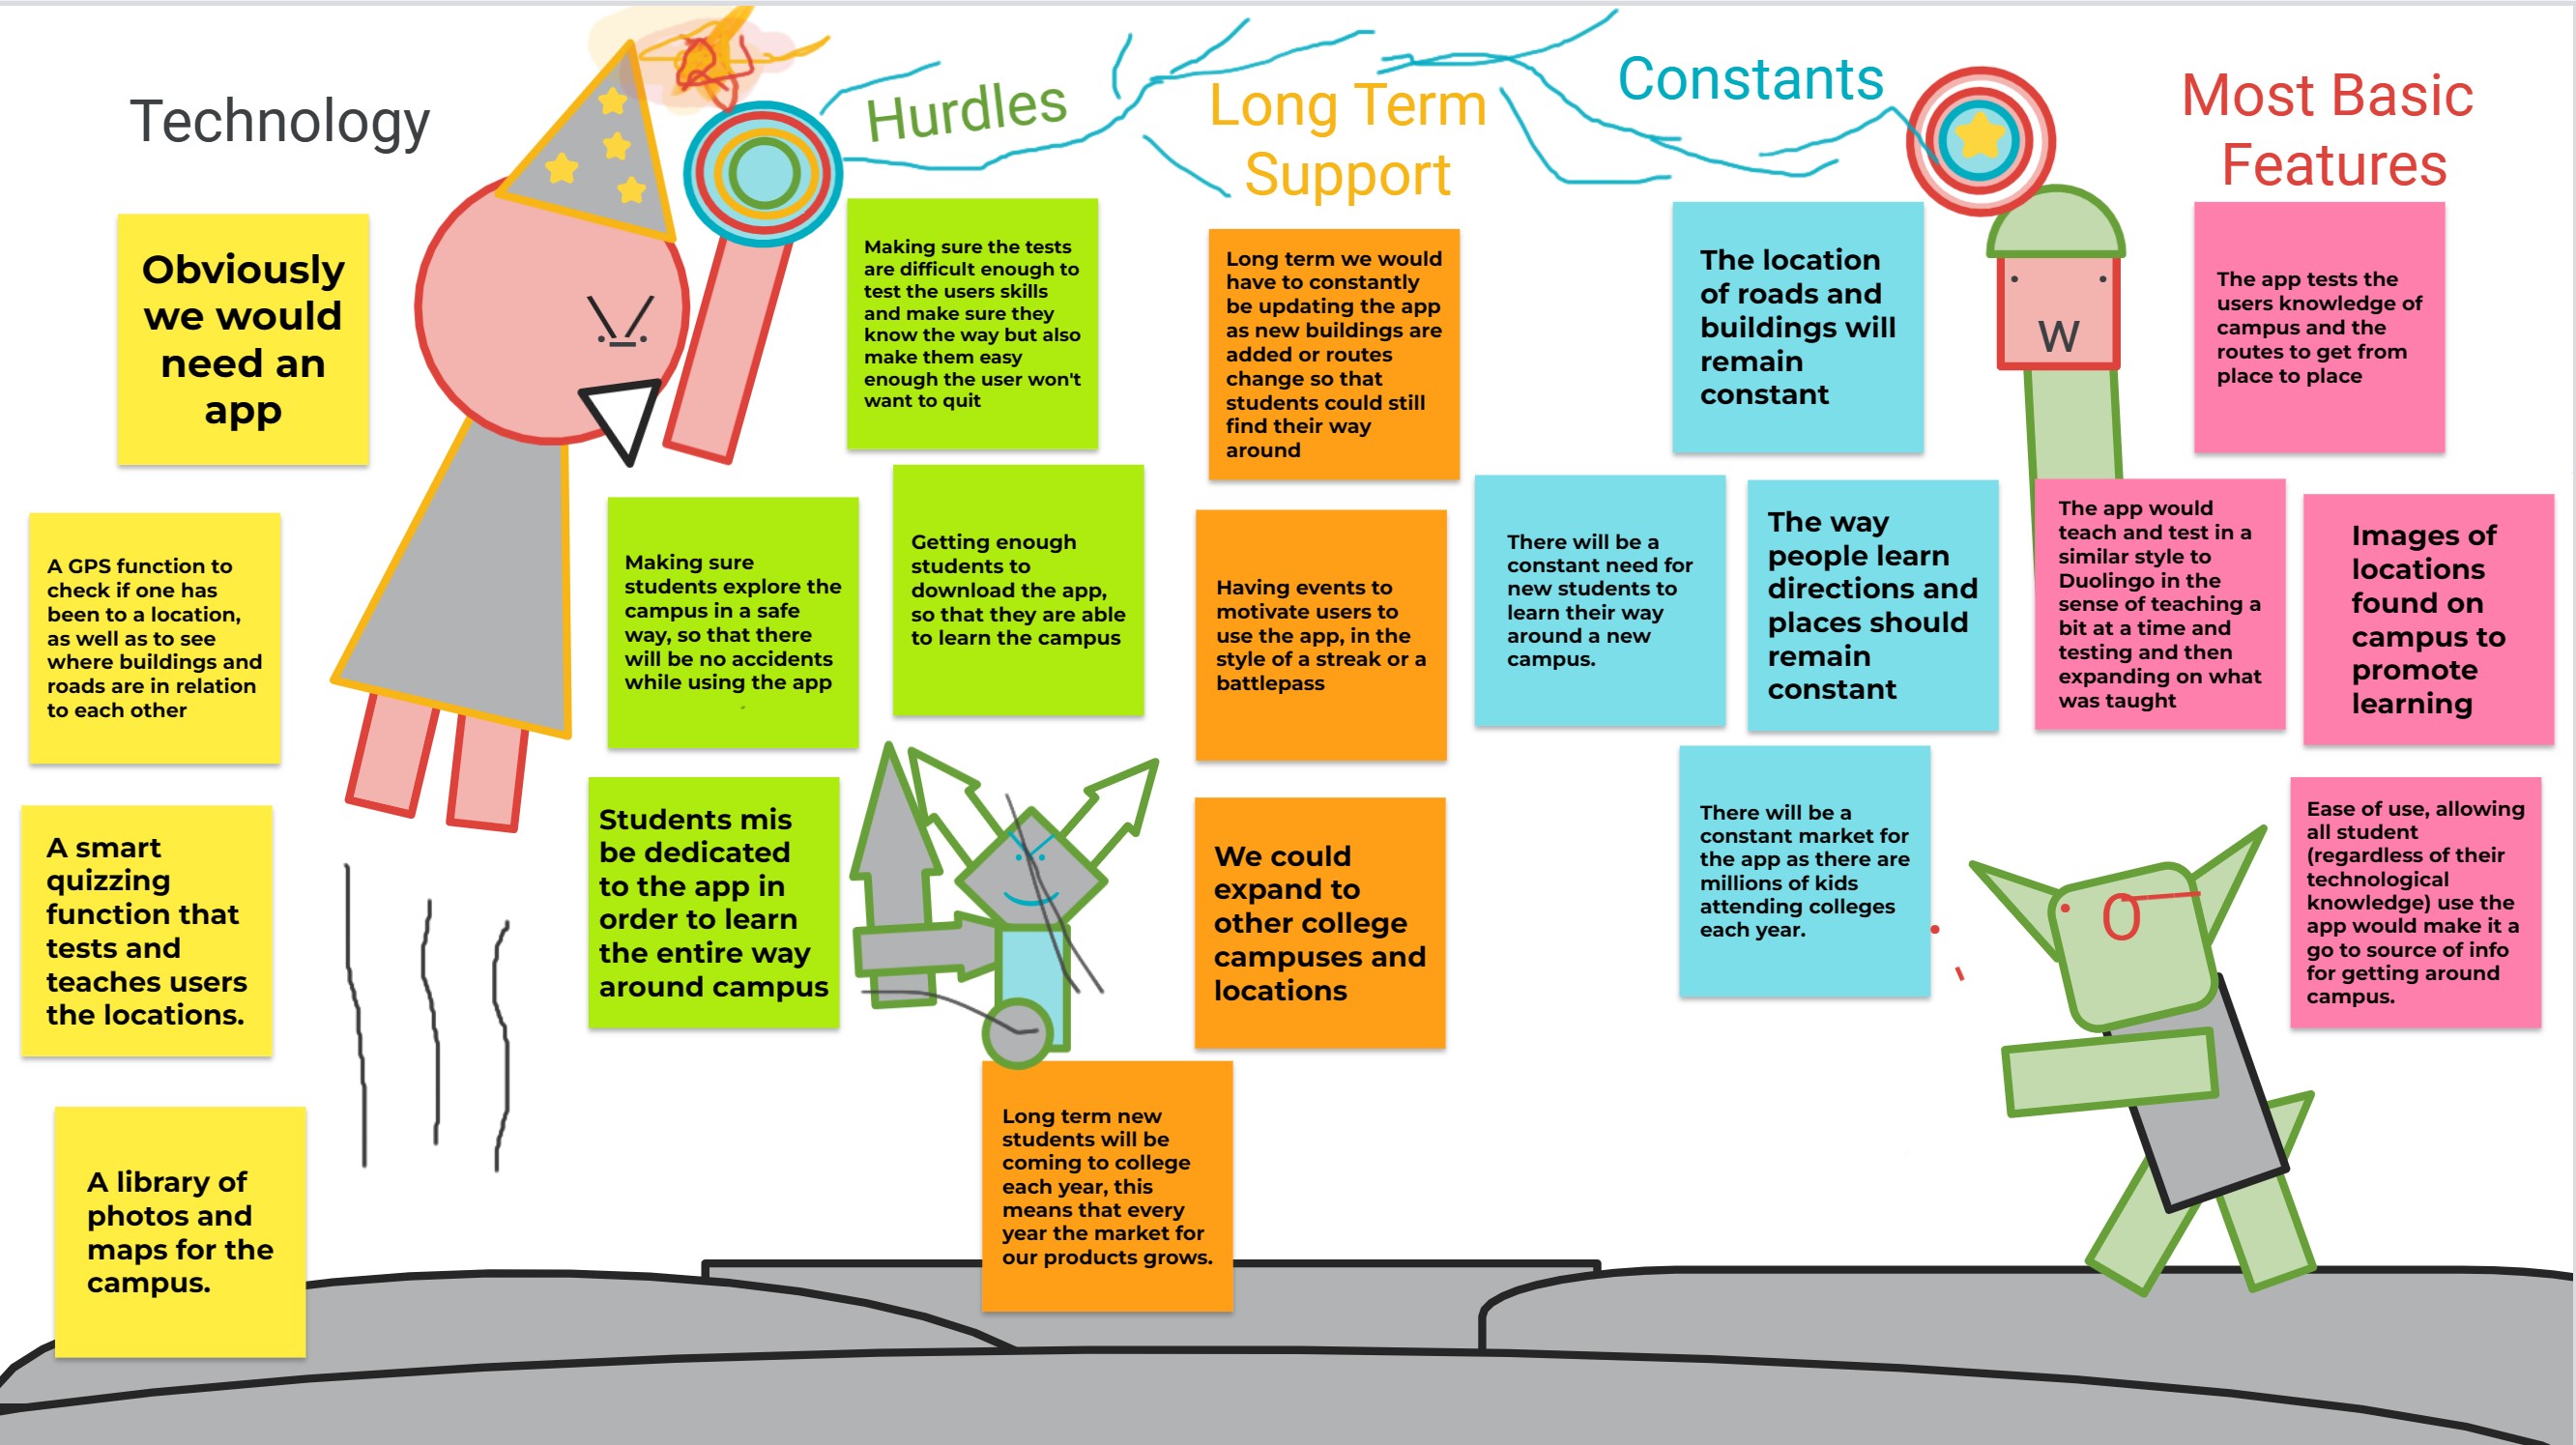 Technology
Obviously
we would
need an
app
A GPS function to
check if one has
been to a location,
as well as to see
where buildings and
roads are in relation
to each other
A smart
quizzing
function that
tests and
teaches users
the locations.
A library of
photos and
maps for the
campus.
Hurdles
Making sure the tests
are difficult enough to
test the users skills
and make sure they
know the way but also
make them easy
enough the user won't
want to quit
Making sure
students explore the
campus in a safe
way, so that there
will be no accidents
while using the app
Getting enough
students to
download the app,
so that they are able
to learn the campus
Students mis
be dedicated
to the app in
order to learn
the entire way
around campus
Long Term
Support
Long term we would
have to constantly
be updating the app
as new buildings are
added or routes
change so that
students could still
find their way
around
Having events to
motivate users to
use the app, in the
style of a streak or a
battlepass
We could
expand to
other college
campuses and
locations
Long term new
students will be
coming to college
each year, this
means that every
year the market for
our products grows.
Constants
The location
of roads and
buildings will
remain
constant
There will be a
constant need for
new students to
learn their way
around a new
campus.
The way
people learn
directions and
places should
remain
constant
There will be a
constant market for
the app as there are
millions of kids
attending colleges
each year.
W
Most Basic
Features
The app tests the
users knowledge of
campus and the
routes to get from
place to place
The app would
teach and test in a
similar style to
Duolingo in the
sense of teaching a
bit at a time and
testing and then
expanding on what
was taught
Images of
locations
found on
campus to
promote
learning
Ease of use, allowing
all student
(regardless of their
technological
knowledge) use the
app would make it a
go to source of info
for getting around
campus.